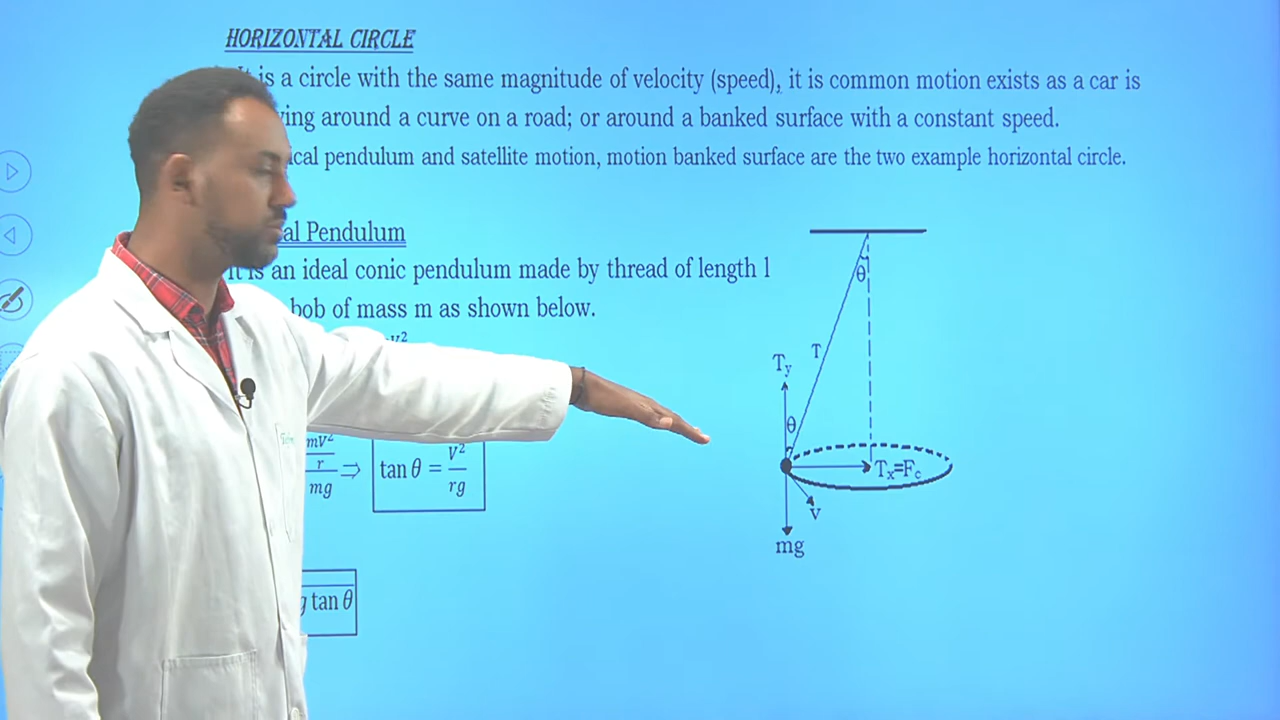 HORIZONTAL CIRCLE
It is a circle with the same magnitude of velocity (speed), it is common motion exists as a car is
ing around a curve on a road; or around a banked surface with a constant speed.
cal pendulum and satellite motion, motion banked surface are the two example horizontal circle.
al Pendulum
It is an ideal conic pendulum made by thread of length l
bob of mass m as shown below.
v²
mv²
r
mg
⇒ tan θ = v²
rg
g tan θ
θ
T
Ty
θ
Tx=Fc
v
mg